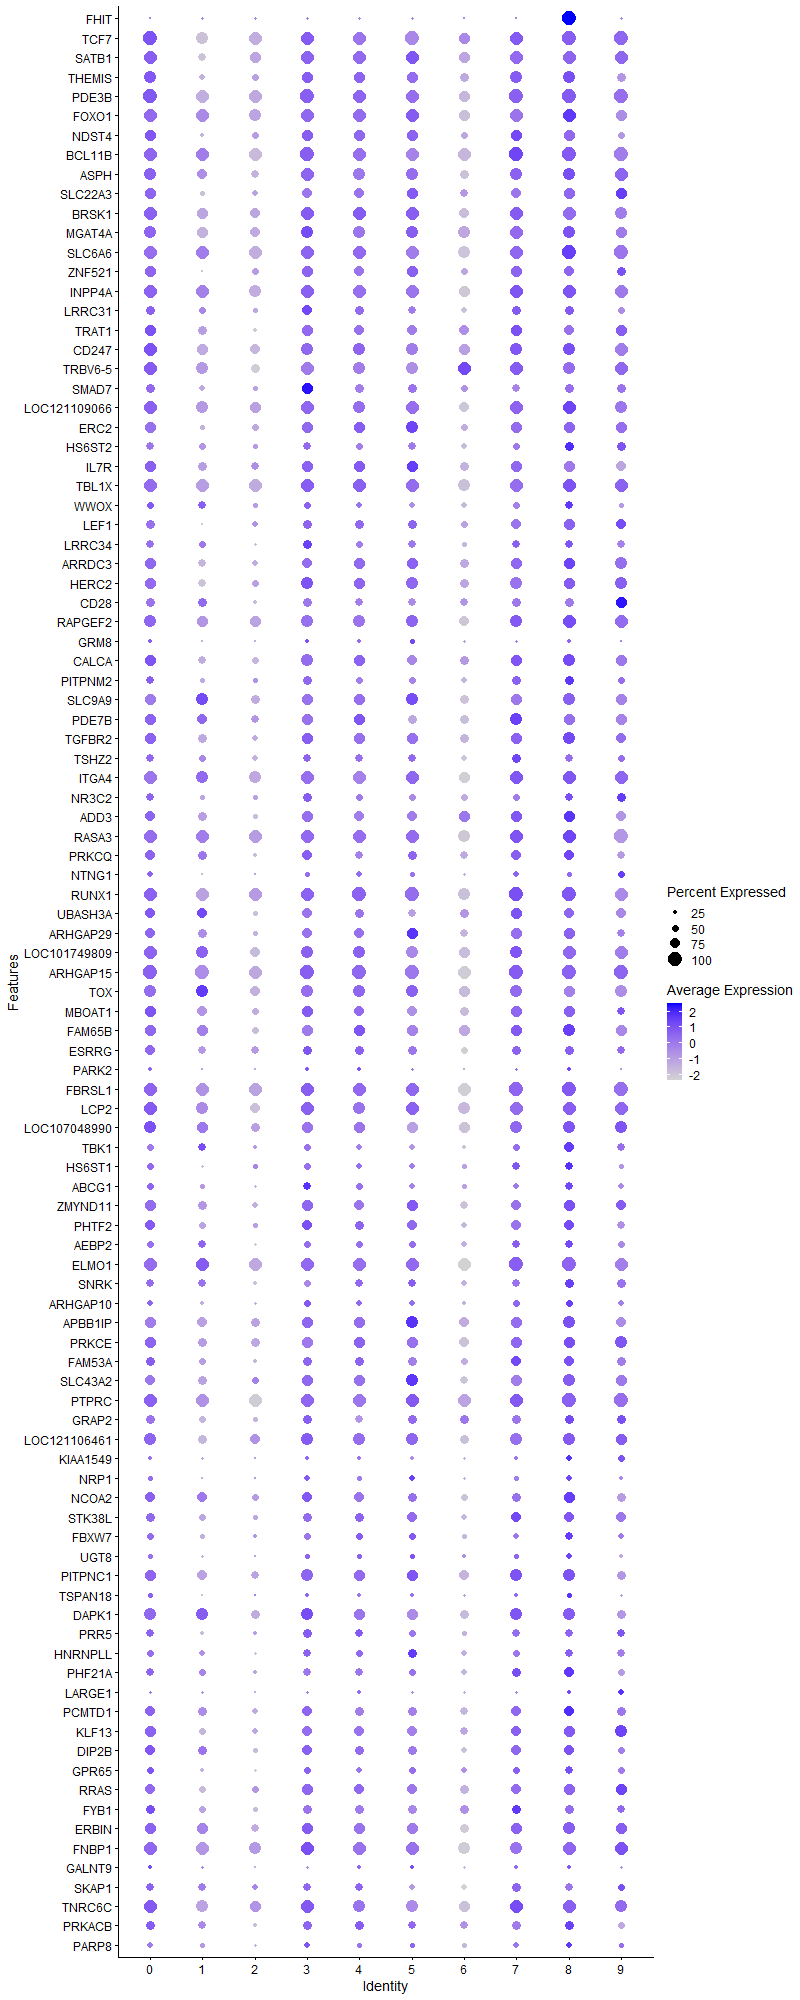 FHIT
TCF7
SATB1
THEMIS
PDE3B
FOXO1
NDST4
BCL11B
ASPH
SLC22A3
BRSK1
MGAT4A
SLC6A6
ZNF521
INPP4A
LRRC31
TRAT1
CD247
TRBV6-5
SMAD7
LOC121109066
ERC2
HS6ST2
IL7R
TBL1X
WWOX
LEF1
LRRC34
ARRDC3
HERC2
CD28
RAPGEF2
GRM8
CALCA
PITPNM2
SLC9A9
PDE7B
TGFBR2
TSHZ2
ITGA4
NR3C2
ADD3
RASA3
PRKCQ
NTNG1
RUNX1
UBASH3A
ARHGAP29
LOC101749809
ARHGAP15
TOX
MBOAT1
FAM65B
ESRRG
PARK2
FBRSL1
LCP2
LOC107048990
TBK1
HS6ST1
ABCG1
ZMYND11
PHTF2
AEBP2
ELMO1
SNRK
ARHGAP10
APBB1IP
PRKCE
FAM53A
SLC43A2
PTPRC
GRAP2
LOC121106461
KIAA1549
NRP1
NCOA2
STK38L
FBXW7
UGT8
PITPNC1
TSPAN18
DAPK1
PRR5
HNRNPLL
PHF21A
LARGE1
PCMTD1
KLF13
DIP2B
GPR65
RRAS
FYB1
ERBIN
FNBP1
GALNT9
SKAP1
TNRC6C
PRKACB
PARP8
Features
0 1 2 3 4 5 6 7 8 9
Identity
Percent Expressed
25
50
75
100
Average Expression
2
1
0
-1
-2